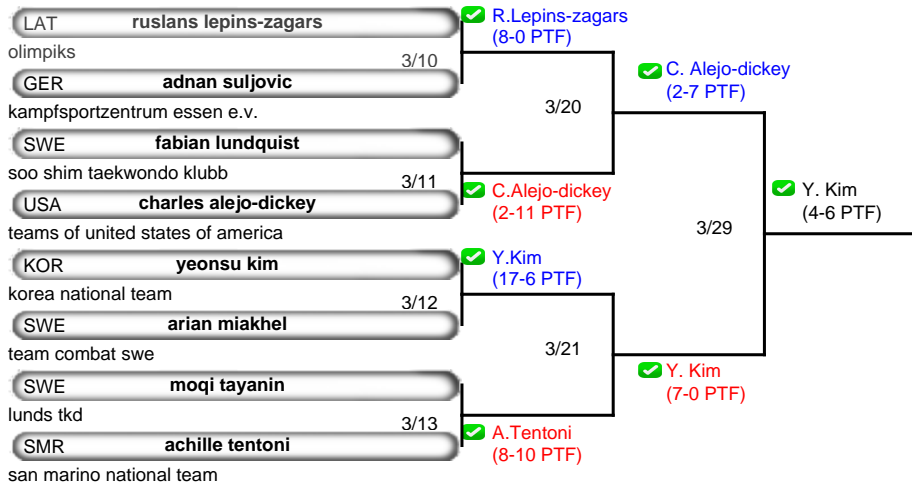 LAT ruslans lepins-zagars
olimpiks
3/10
GER adnan suljovic
kampfsportzentrum essen e.v.
SWE fabian lundquist
soo shim taekwondo klubb
3/11
USA charles alejo-dickey
teams of united states of america
KOR yeonsu kim
korea national team
3/12
SWE arian miakhel
team combat swe
SWE moqi tayanin
lunds tkd
3/13
SMR achille tentoni
san marino national team
R.Lepins-zagars
(8-0 PTF)
3/20
C.Alejo-dickey
(2-11 PTF)
Y.Kim
(17-6 PTF)
3/21
A.Tentoni
(8-10 PTF)
C. Alejo-dickey
(2-7 PTF)
3/29
Y. Kim
(7-0 PTF)
Y. Kim
(4-6 PTF)